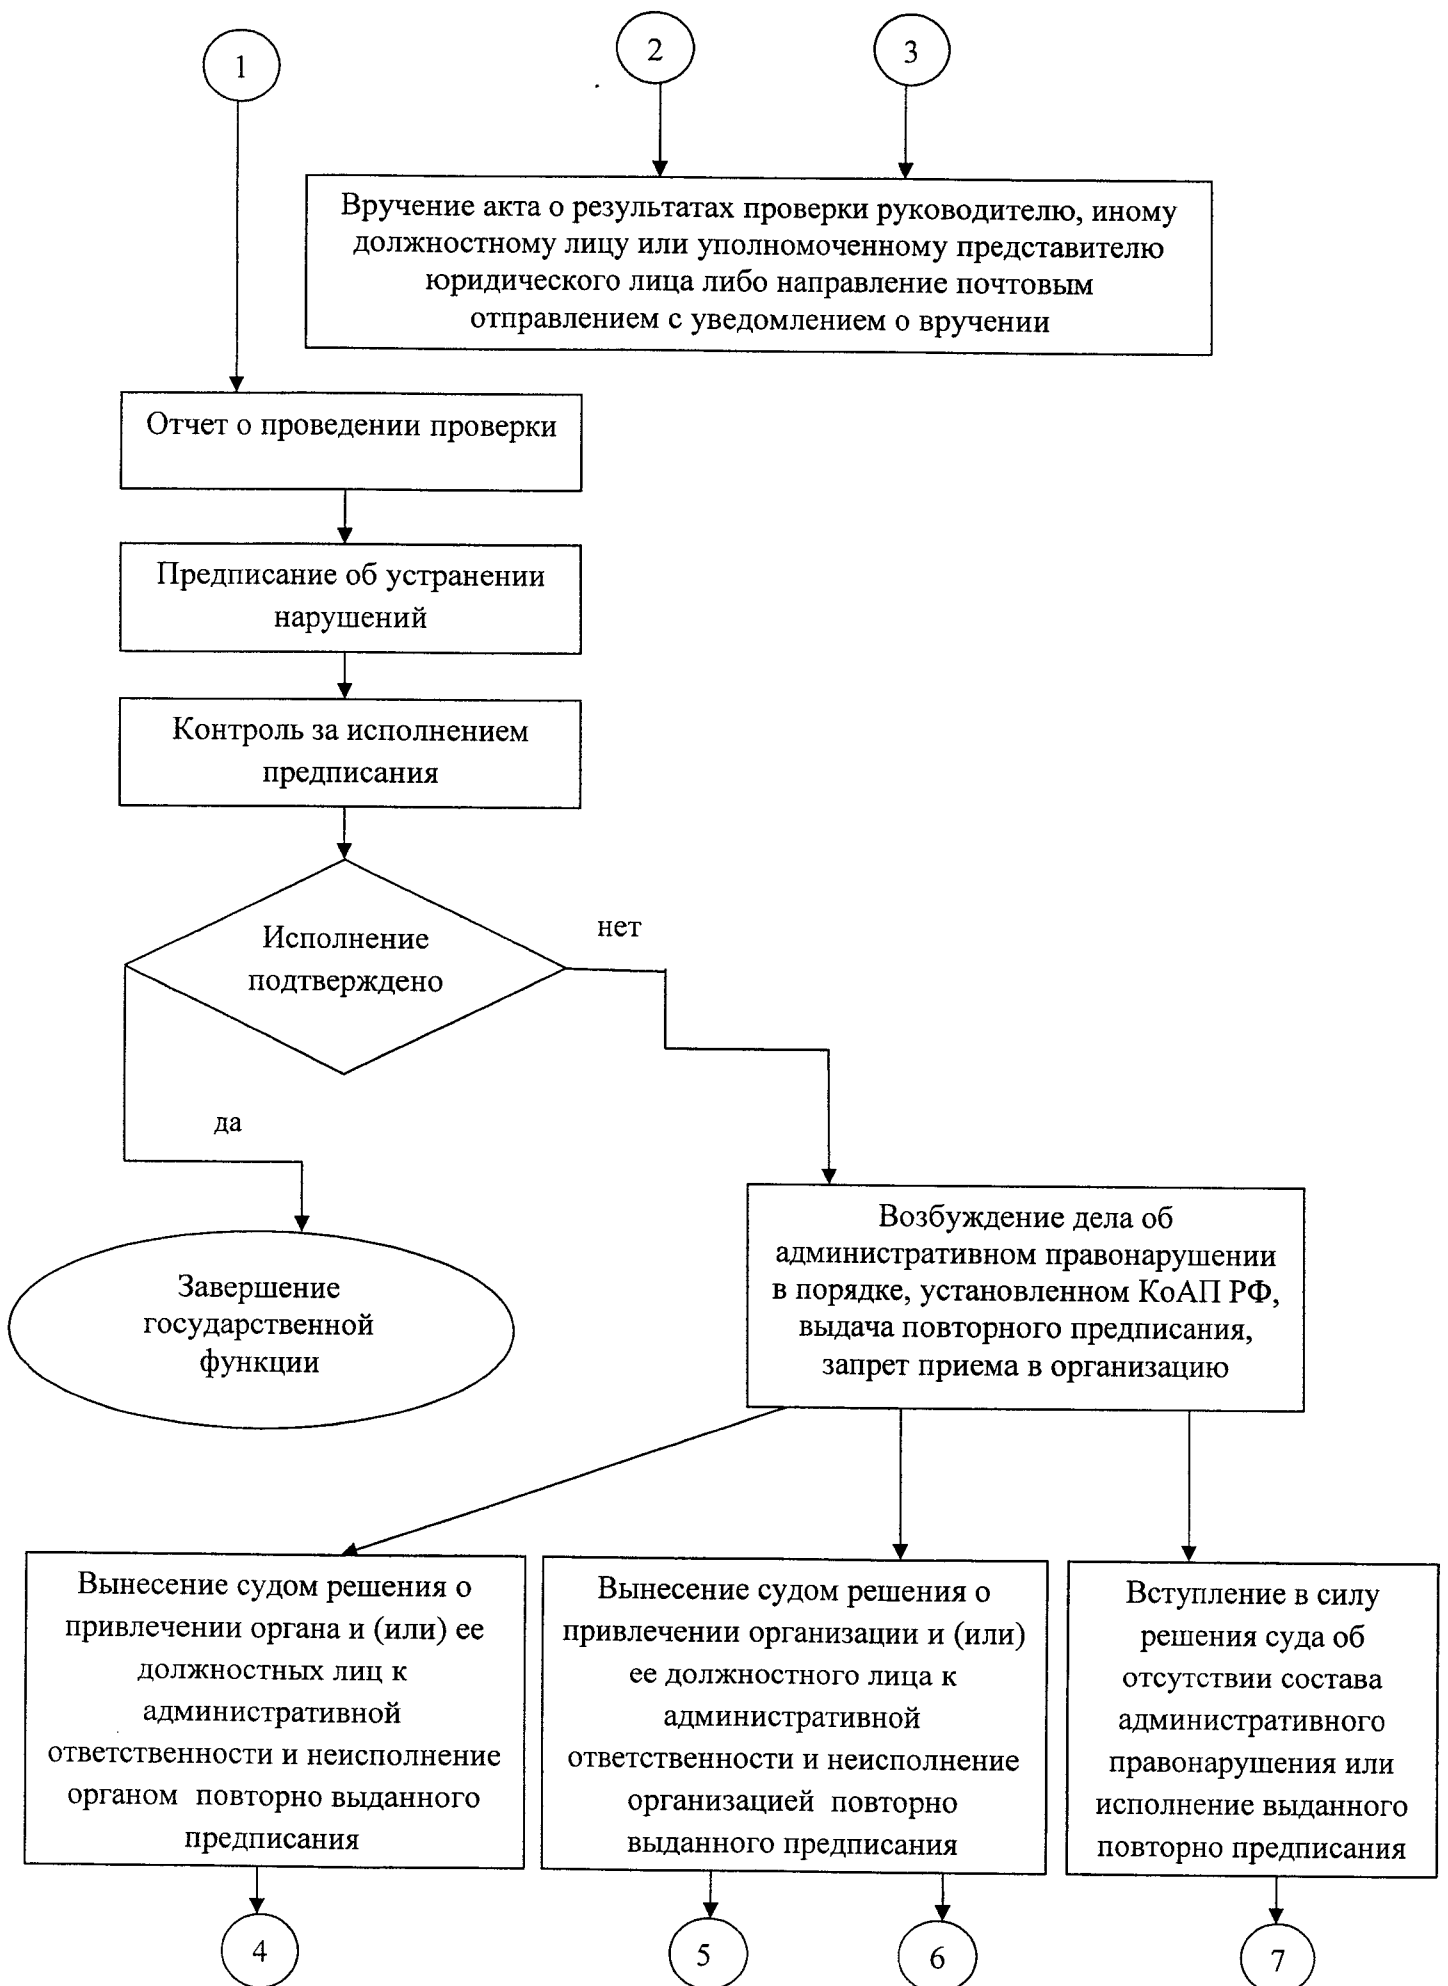 1
2
3
Вручение акта о результатах проверки руководителю, иному
должностному лицу или уполномоченному представителю
юридического лица либо направление почтовым
отправлением с уведомлением о вручении
Отчет о проведении проверки
Предписание об устранении
нарушений
Контроль за исполнением
предписания
Исполнение
подтверждено
нет
да
Завершение
государственной
функции
Возбуждение дела об
административном правонарушении
в порядке, установленном КоАП РФ,
выдача повторного предписания,
запрет приема в организацию
Вынесение судом решения о
привлечении органа и (или) ее
должностных лиц к
административной
ответственности и неисполнение
органом повторно выданного
предписания
Вынесение судом решения о
привлечении организации и (или)
ее должностного лица к
административной
ответственности и неисполнение
организацией повторно
выданного предписания
Вступление в силу
решения суда об
отсутствии состава
административного
правонарушения или
исполнение выданного
повторно предписания
4
5
6
7